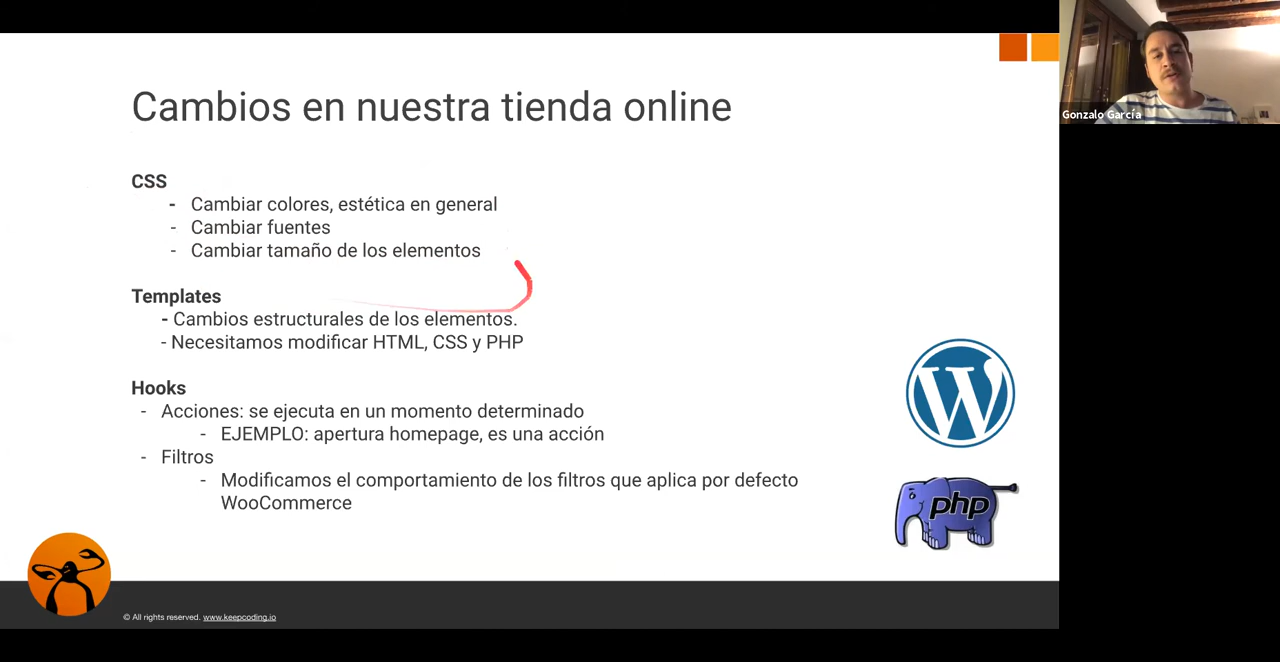 Cambios en nuestra tienda online
Gonzalo García
CSS
- Cambiar colores, estética en general
- Cambiar fuentes
- Cambiar tamaño de los elementos
Templates
- Cambios estructurales de los elementos.
- Necesitamos modificar HTML, CSS y PHP
Hooks
- Acciones: se ejecuta en un momento determinado
- EJEMPLO: apertura homepage, es una acción
- Filtros
- Modificamos el comportamiento de los filtros que aplica por defecto
WooCommerce
W
php
© All rights reserved. www.keepcoding.io